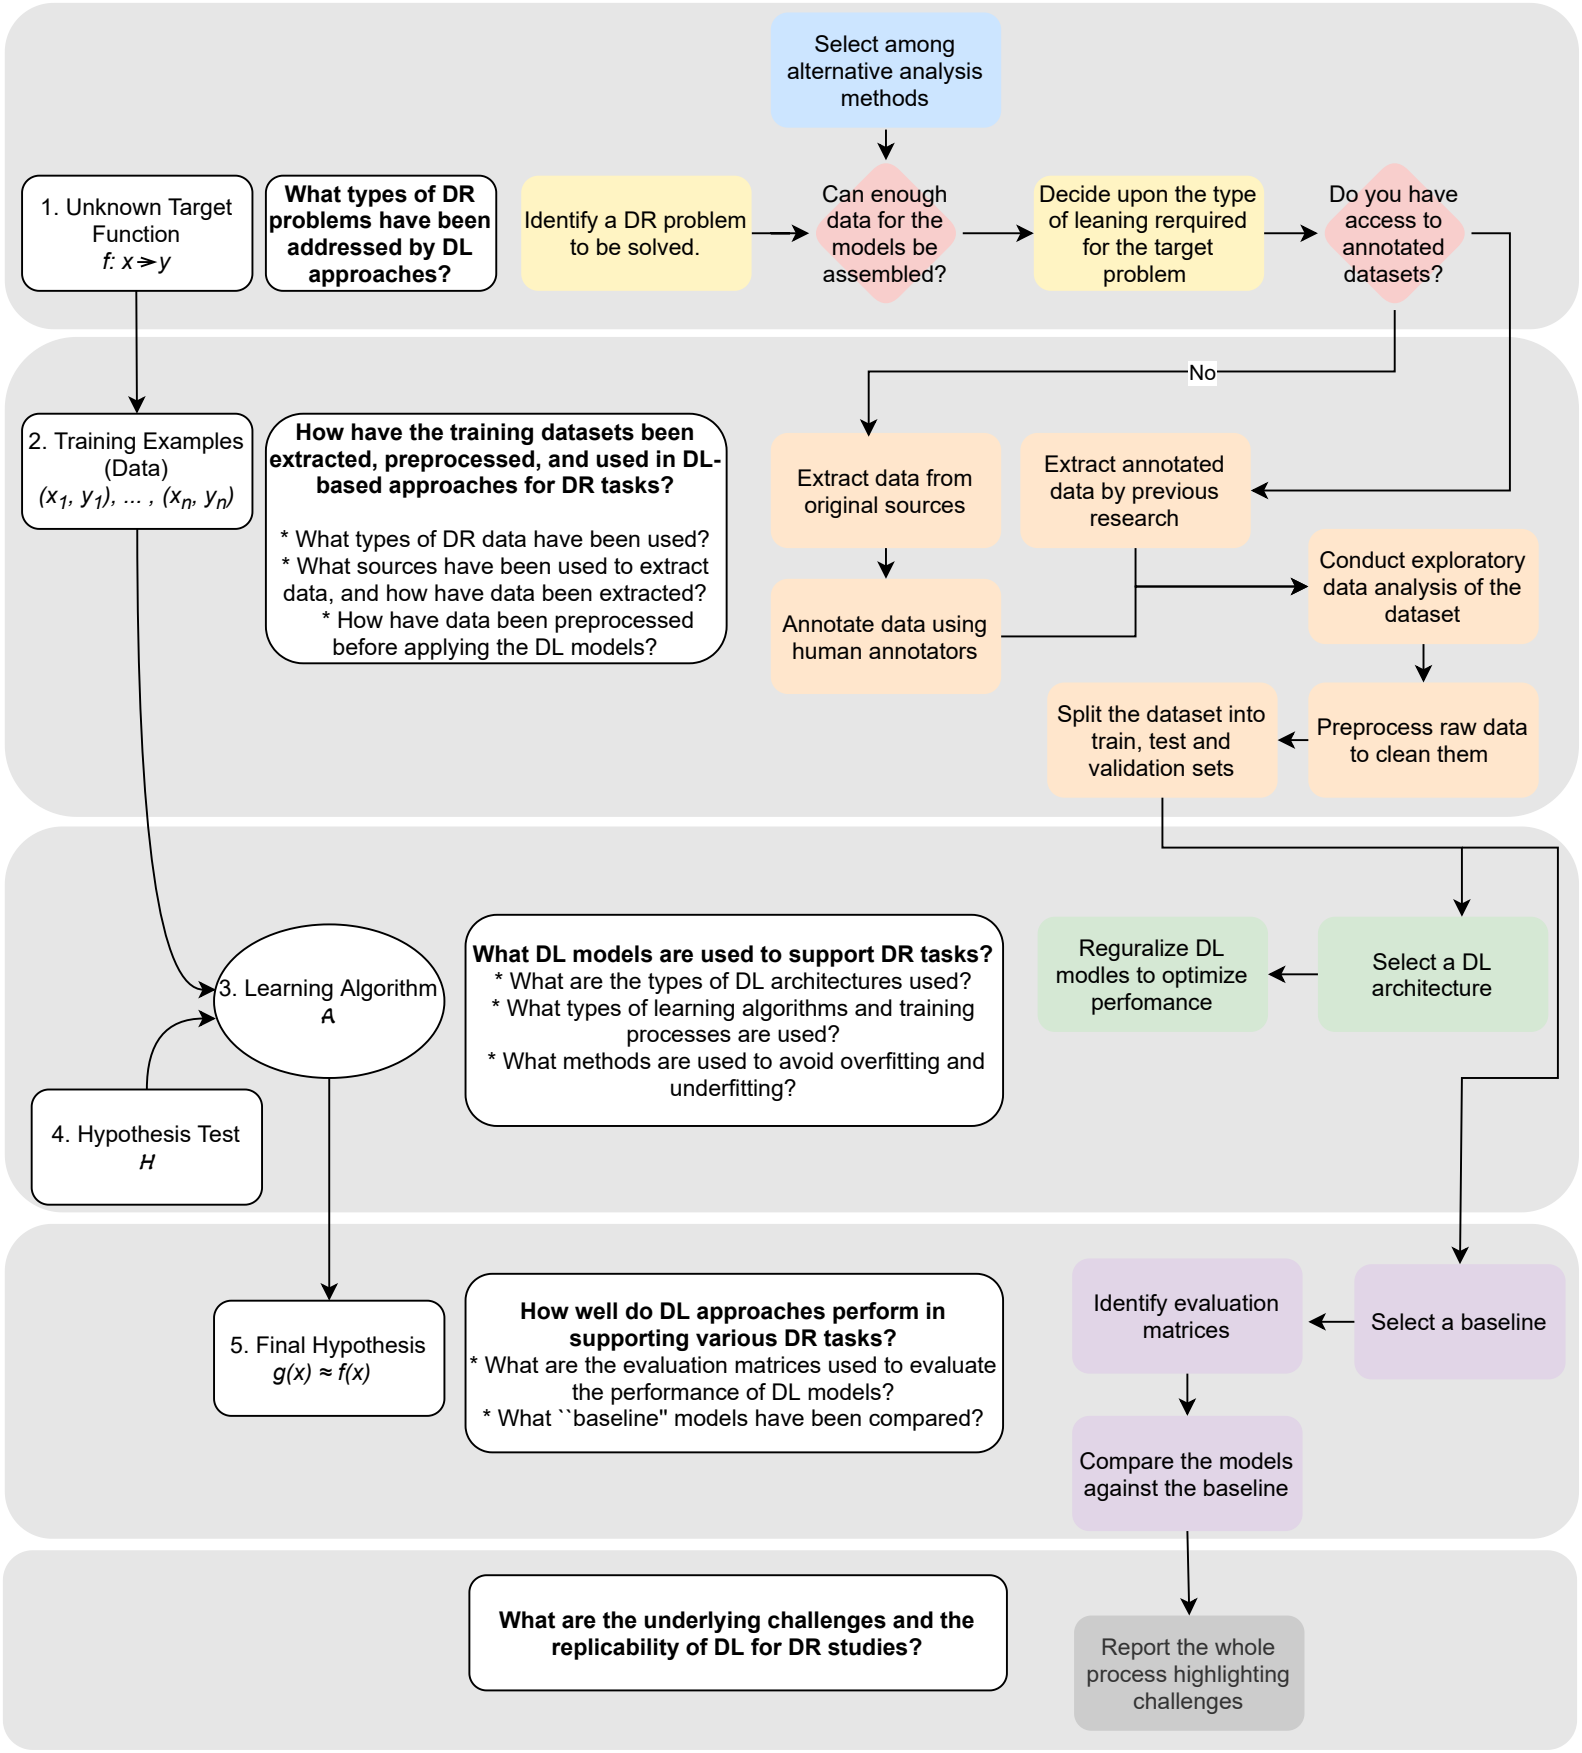 Select among
alternative analysis
methods
1. Unknown Target
Function
f: x➔y
What types of DR
problems have been
addressed by DL
approaches?
Identify a DR problem
to be solved.
Can enough
data for the
models be
assembled?
Decide upon the type
of leaning rerquired
for the target
problem
Do you have
access to
annotated
datasets?
No
2. Training Examples
(Data)
(x1, y1), ... , (xn, yn)
How have the training datasets been
extracted, preprocessed, and used in DL-
based approaches for DR tasks?
* What types of DR data have been used?
* What sources have been used to extract
data, and how have data been extracted?
* How have data been preprocessed
before applying the DL models?
Extract data from
original sources
Extract annotated
data by previous
research
Annotate data using
human annotators
Conduct exploratory
data analysis of the
dataset
Split the dataset into
train, test and
validation sets
Preprocess raw data
to clean them
3. Learning Algorithm
A
What DL models are used to support DR tasks?
* What are the types of DL architectures used?
* What types of learning algorithms and training
processes are used?
* What methods are used to avoid overfitting and
underfitting?
Reguralize DL
modles to optimize
perfomance
Select a DL
architecture
4. Hypothesis Test
H
5. Final Hypothesis
g(x) ≈ f(x)
How well do DL approaches perform in
supporting various DR tasks?
* What are the evaluation matrices used to evaluate
the performance of DL models?
* What ``baseline" models have been compared?
Identify evaluation
matrices
Select a baseline
Compare the models
against the baseline
What are the underlying challenges and the
replicability of DL for DR studies?
Report the whole
process highlighting
challenges